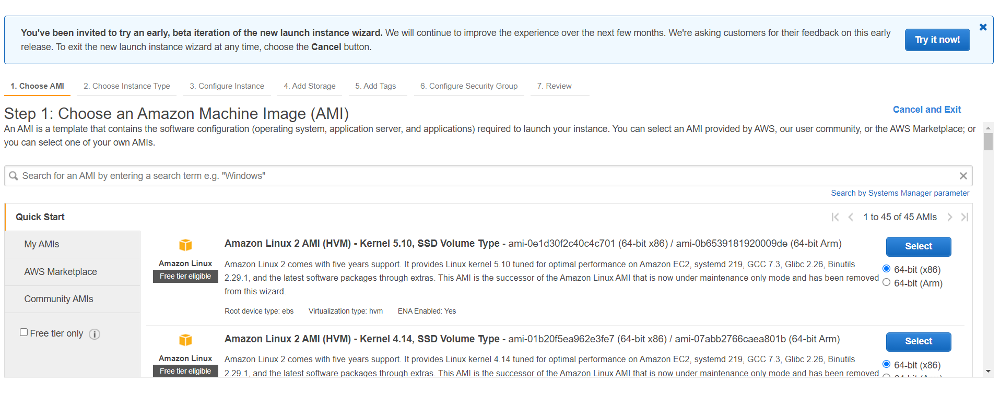 You've been invited to try an early, beta iteration of the new launch instance wizard. We will continue to improve the experience over the next few months. We're asking customers for their feedback on this early
release. To exit the new launch instance wizard at any time, choose the Cancel button.
Try it now!
1. Choose AMI 2. Choose Instance Type 3. Configure Instance 4. Add Storage 5. Add Tags 6. Configure Security Group 7. Review
Step 1: Choose an Amazon Machine Image (AMI)
Cancel and Exit
An AMI is a template that contains the software configuration (operating system, application server, and applications) required to launch your instance. You can select an AMI provided by AWS, our user community, or the AWS Marketplace; or
you can select one of your own AMIs.
Search for an AMI by entering a search term e.g. "Windows"
Search by Systems Manager parameter
Quick Start
1 to 45 of 45 AMIs
My AMIs
AWS Marketplace
Community AMIs
Free tier only
Amazon Linux
Free tier eligible
Amazon Linux 2 AMI (HVM) - Kernel 5.10, SSD Volume Type - ami-0e1d30f2c40c4c701 (64-bit x86) / ami-0b6539181920009de (64-bit Arm)
Amazon Linux 2 comes with five years support. It provides Linux kernel 5.10 tuned for optimal performance on Amazon EC2, systemd 219, GCC 7.3, Glibc 2.26, Binutils
2.29.1, and the latest software packages through extras. This AMI is the successor of the Amazon Linux AMI that is now under maintenance only mode and has been removed
from this wizard.
Root device type: ebs Virtualization type: hvm ENA Enabled: Yes
Select
64-bit (x86)
64-bit (Arm)
Amazon Linux
Free tier eligible
Amazon Linux 2 AMI (HVM) - Kernel 4.14, SSD Volume Type - ami-01b20f5ea962e3fe7 (64-bit x86) / ami-07abb2766caea801b (64-bit Arm)
Amazon Linux 2 comes with five years support. It provides Linux kernel 4.14 tuned for optimal performance on Amazon EC2, systemd 219, GCC 7.3, Glibc 2.26, Binutils
2.29.1, and the latest software packages through extras. This AMI is the successor of the Amazon Linux AMI that is now under maintenance only mode and has been removed
Select
64-bit (x86)
64-bit (Arm)